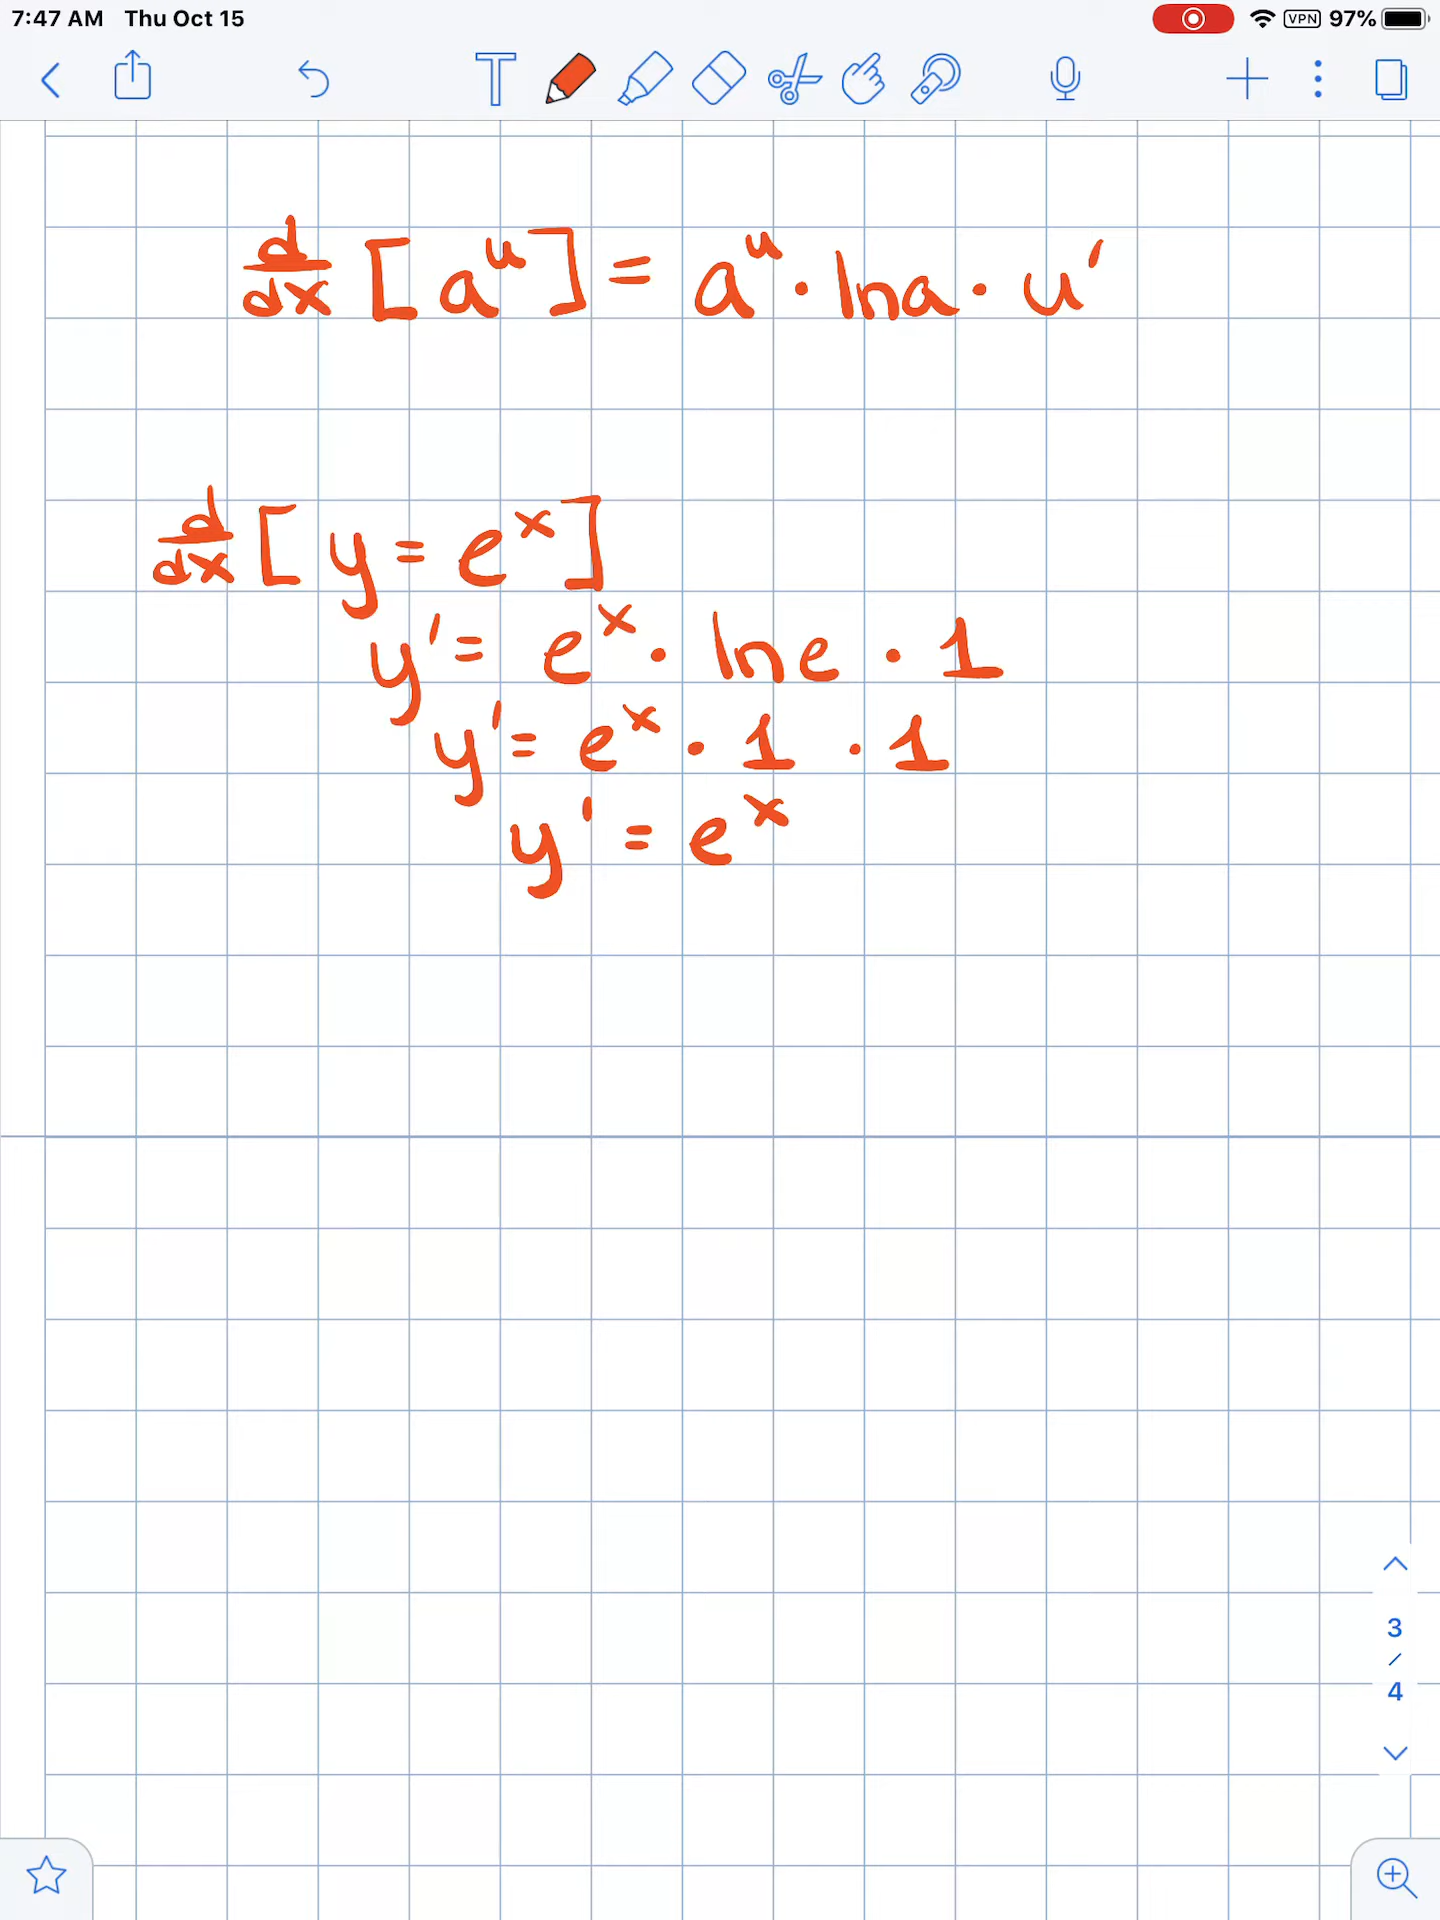 7:47 AM Thu Oct 15 VPN 97%
T
d/dx [a^u] = a^u · lna · u'
d/dx [y = e^x]
y' = e^x · lne · 1
y' = e^x · 1 · 1
y' = e^x
3
/
4